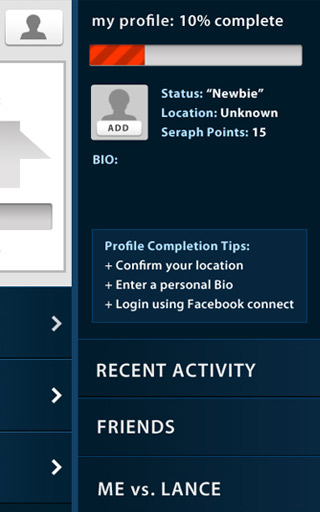 my profile: 10% complete
Status: “Newbie”
Location: Unknown
Seraph Points: 15
ADD
BIO:
Profile Completion Tips:
+ Confirm your location
+ Enter a personal Bio
+ Login using Facebook connect
RECENT ACTIVITY
FRIENDS
ME vs. LANCE